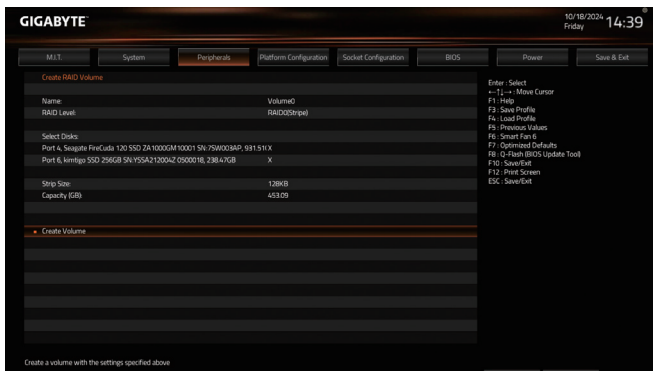 GIGABYTE™
10/18/2024
Friday
14:39
M.I.T. System Peripherals Platform Configuration Socket Configuration BIOS Power Save & Exit
Create RAID Volume
Name: Volume0
RAID Level: RAID0(Stripe)
Select Disks:
Port 4, Seagate FireCuda 120 SSD ZA1000GM10001 SN:7SW003AP, 931.51( X
Port 6, kimtigo SSD 256GB SN:YSSA212004Z 0500018, 238.47GB X
Strip Size: 128KB
Capacity (GB): 453.09
Create Volume
Enter : Select
←↑↓→ : Move Cursor
F1 : Help
F3 : Save Profile
F4 : Load Profile
F5 : Previous Values
F6 : Smart Fan 6
F7 : Optimized Defaults
F8 : Q-Flash (BIOS Update Tool)
F10 : Save/Exit
F12 : Print Screen
ESC : Save/Exit
Create a volume with the settings specified above